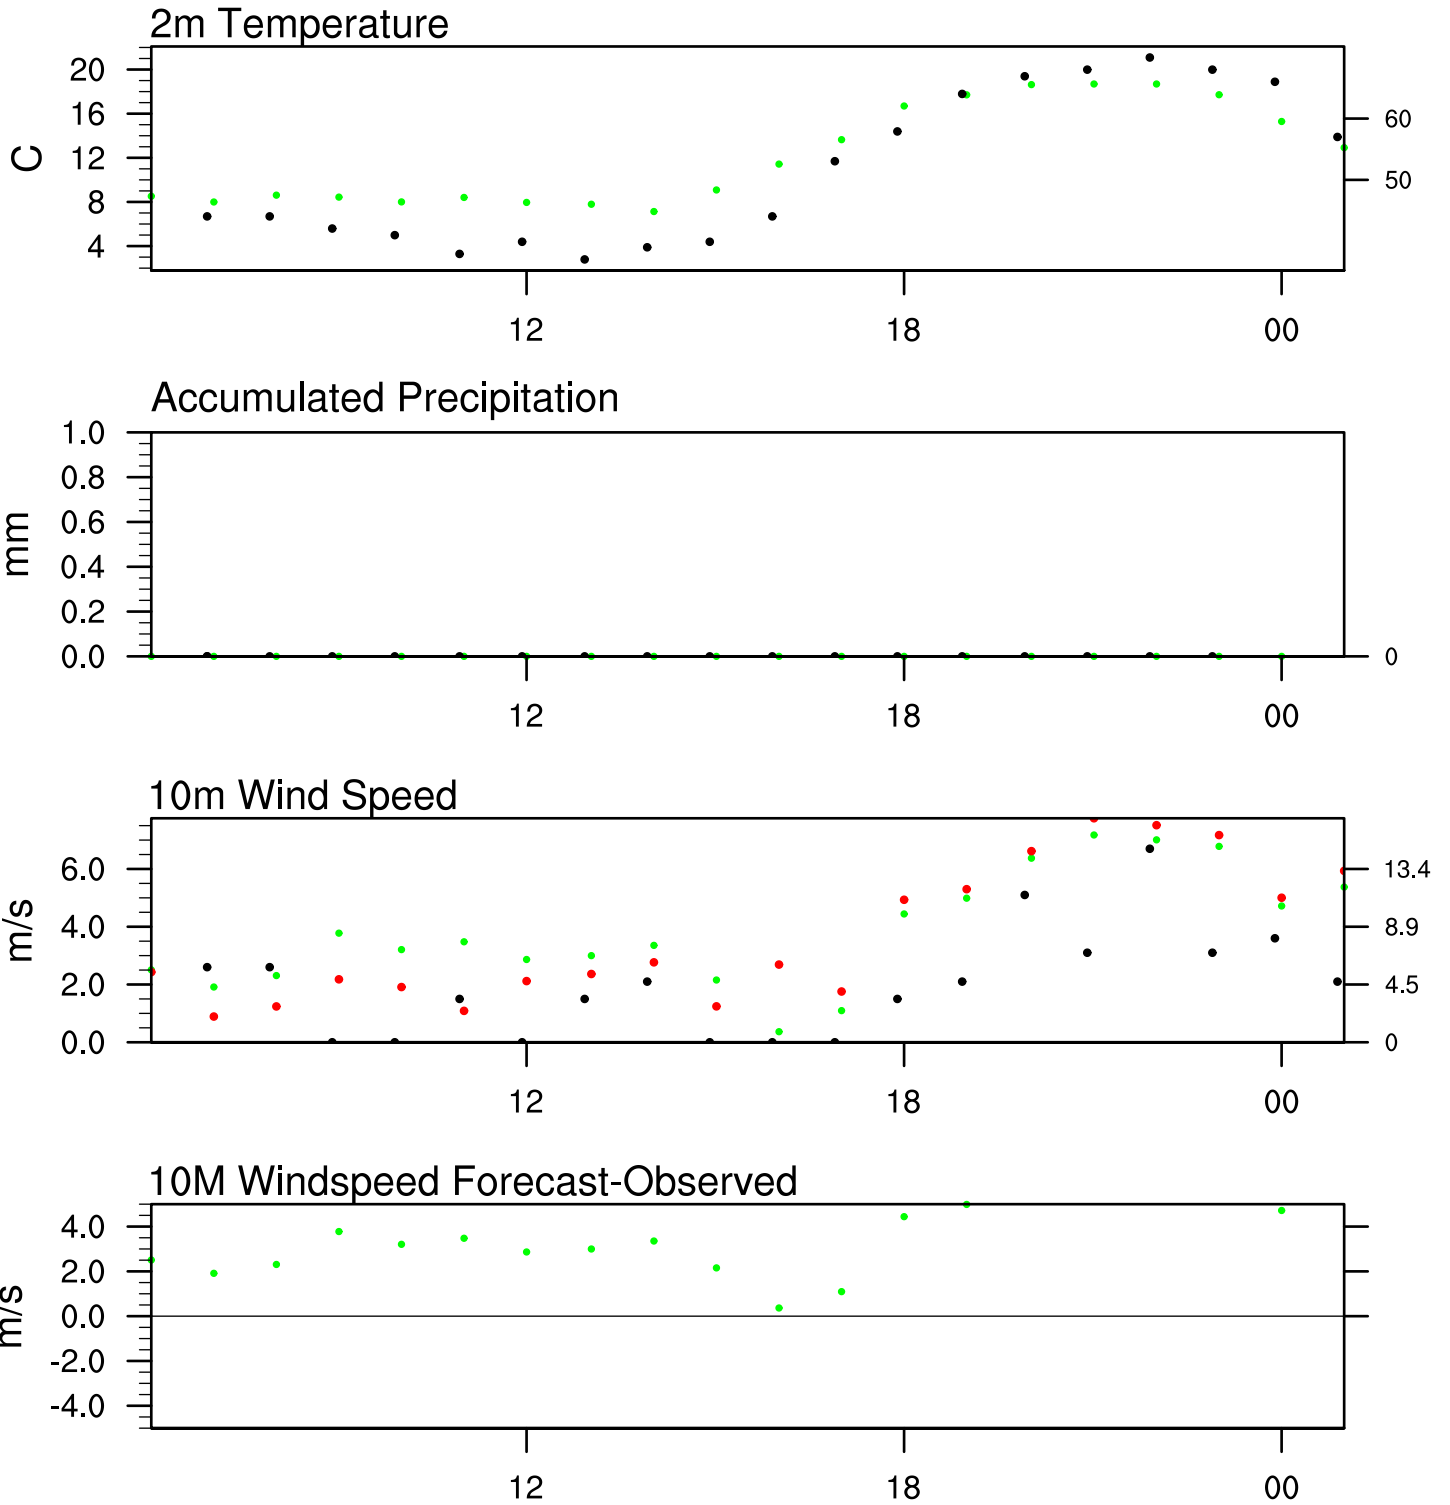 2m Temperature
20
16
12
8
4
C
60
50
12 18 00
Accumulated Precipitation
1.0
0.8
0.6
0.4
0.2
0.0
mm
0
12 18 00
10m Wind Speed
6.0
4.0
2.0
0.0
m/s
13.4
8.9
4.5
0
12 18 00
10M Windspeed Forecast-Observed
4.0
2.0
0.0
-2.0
-4.0
m/s
12 18 00